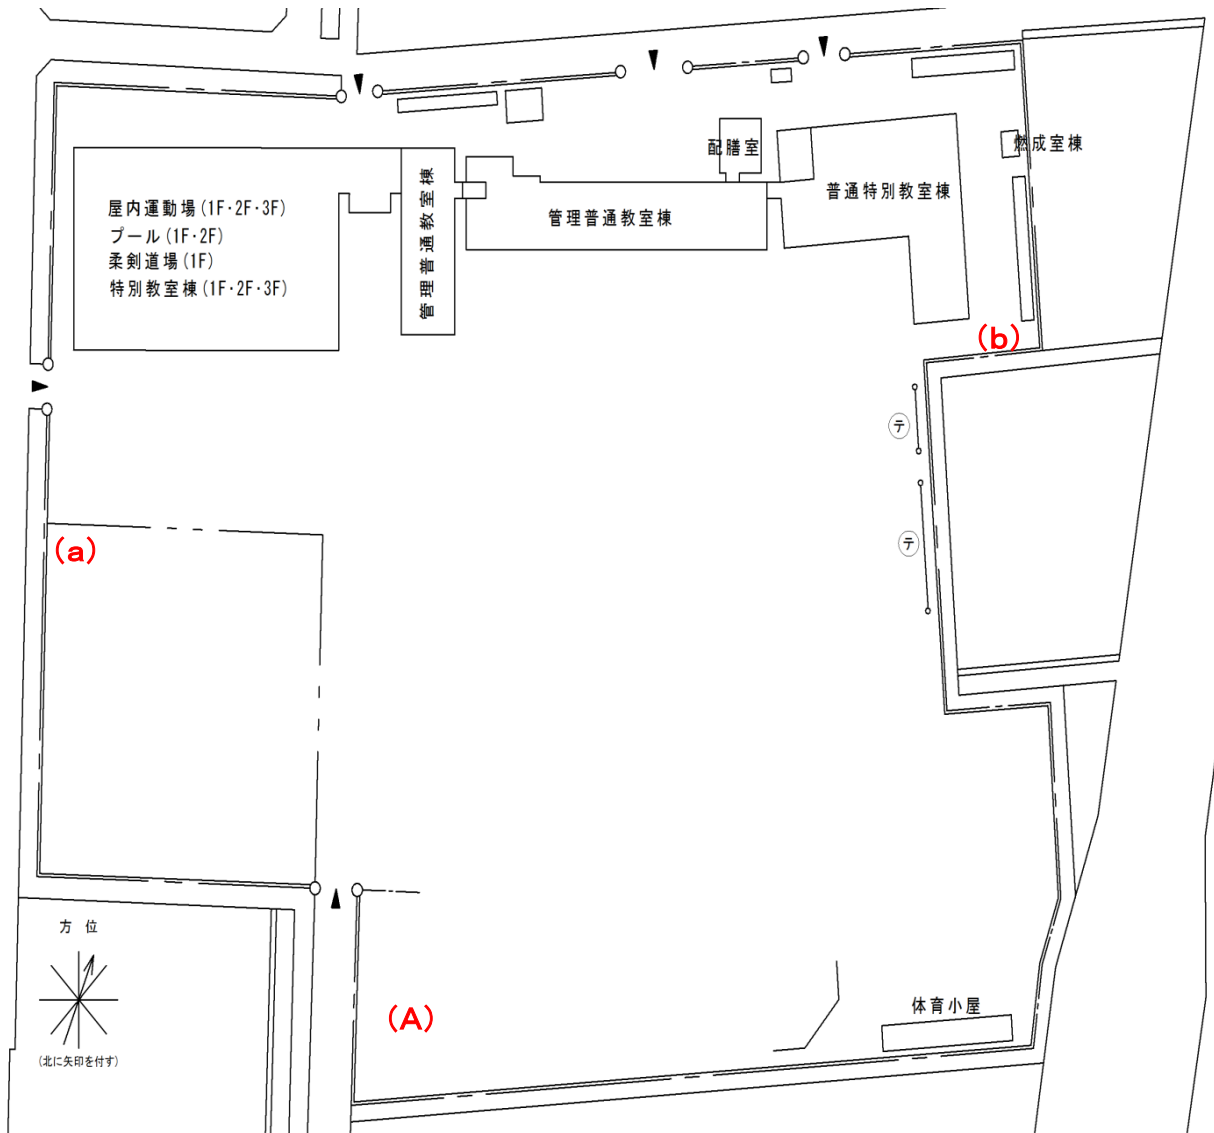 配膳室
燃成室棟
屋内運動場(1F・2F・3F)
プール(1F・2F)
柔剣道場(1F)
特別教室棟(1F・2F・3F)
管理普通教室棟
管理普通教室棟
普通特別教室棟
(b)
テ
テ
(a)
方 位
(北に矢印を付す)
(A)
体育小屋